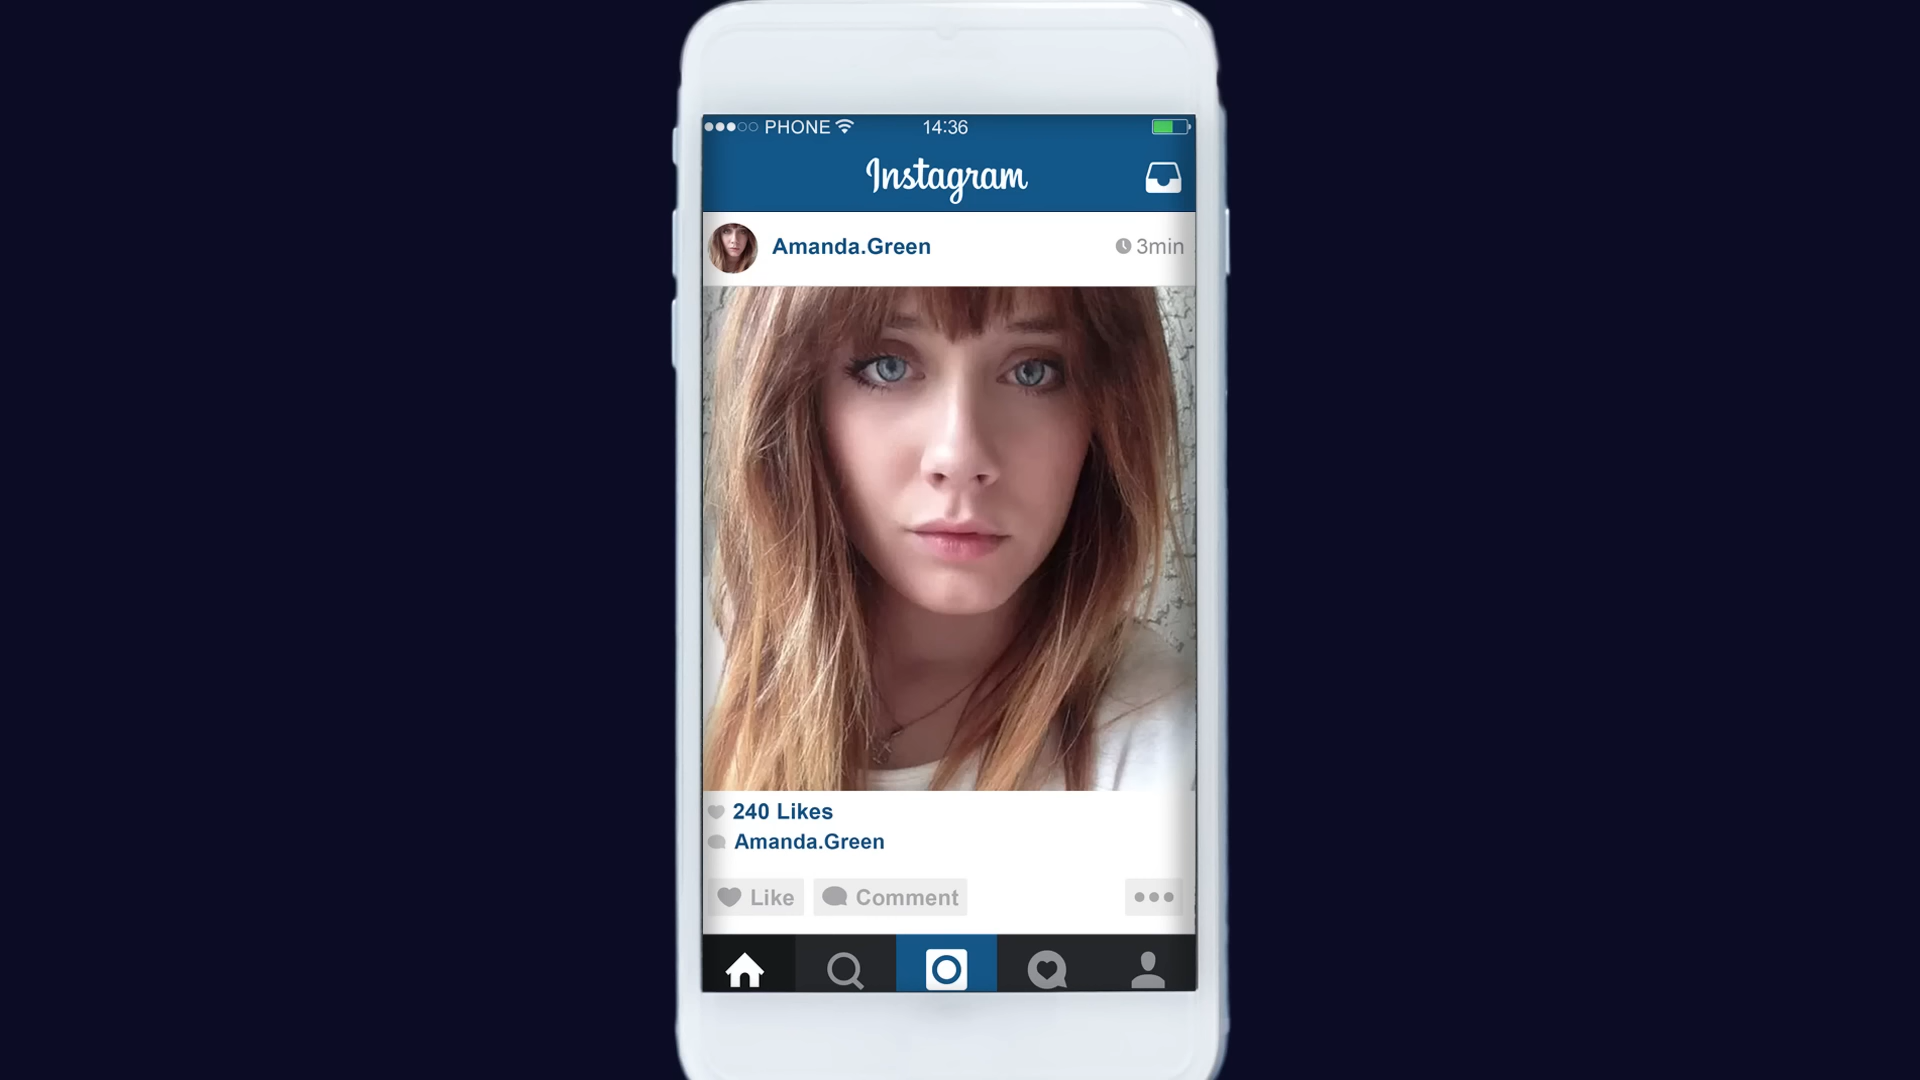 PHONE 14:36
Instagram
Amanda.Green 3min
240 Likes
Amanda.Green
Like Comment